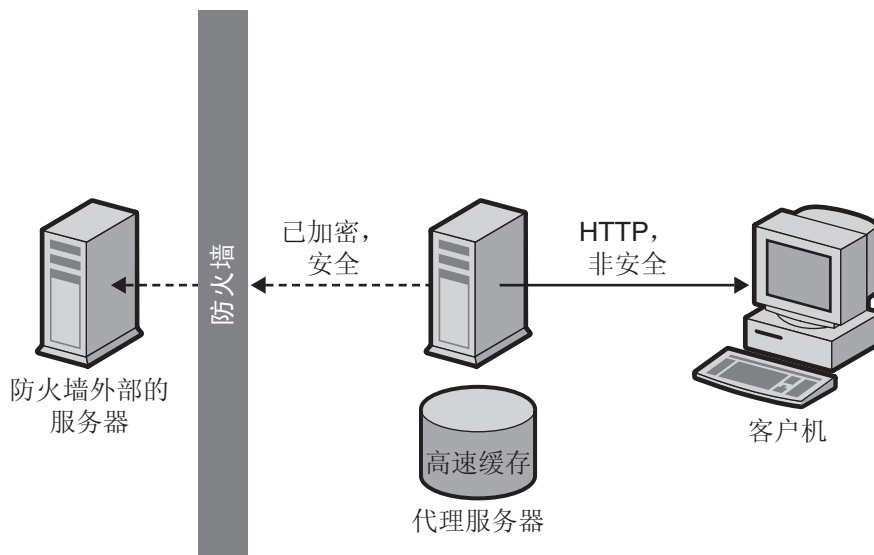 防火墙
已加密,
安全
HTTP,
非安全
防火墙外部的
服务器
高速缓存
代理服务器
客户机